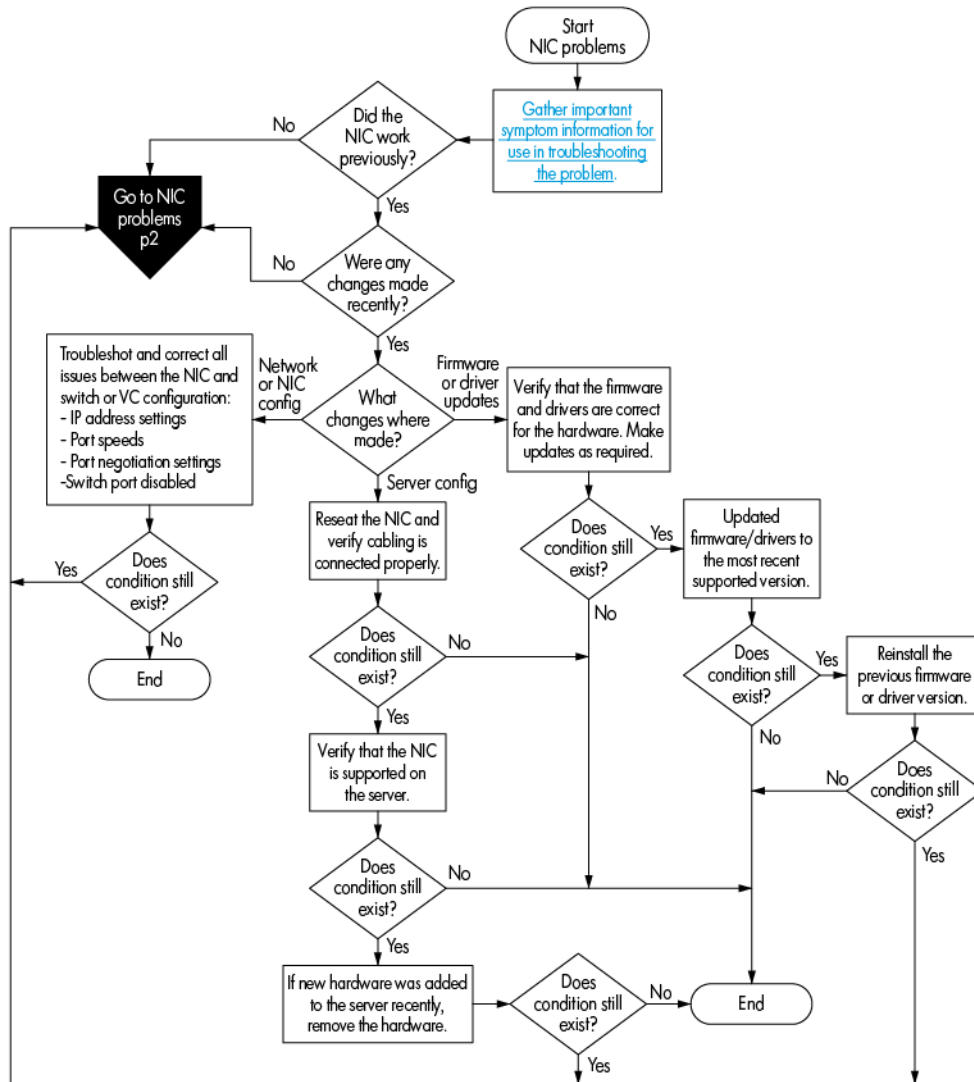 Start
NIC problems
Gather important
symptom information for
use in troubleshooting
the problem.
Did the
NIC work
previously?
No
Yes
Go to NIC
problems
p2
Were any
changes made
recently?
No
Yes
What
changes where
made?
Network
or NIC
config
Firmware
or driver
updates
Server config
Troubleshot and correct all
issues between the NIC and
switch or VC configuration:
- IP address settings
- Port speeds
- Port negotiation settings
-Switch port disabled
Does
condition still
exist?
Yes
No
End
Reseat the NIC and
verify cabling is
connected properly.
Does
condition still
exist?
No
Yes
Verify that the NIC
is supported on
the server.
Does
condition still
exist?
No
Yes
If new hardware was added
to the server recently,
remove the hardware.
Does
condition still
exist?
No
Yes
Verify that the firmware
and drivers are correct
for the hardware. Make
updates as required.
Does
condition still
exist?
Yes
No
Updated
firmware/drivers to
the most recent
supported version.
Does
condition still
exist?
Yes
No
Reinstall the
previous firmware
or driver version.
Does
condition still
exist?
No
Yes
End